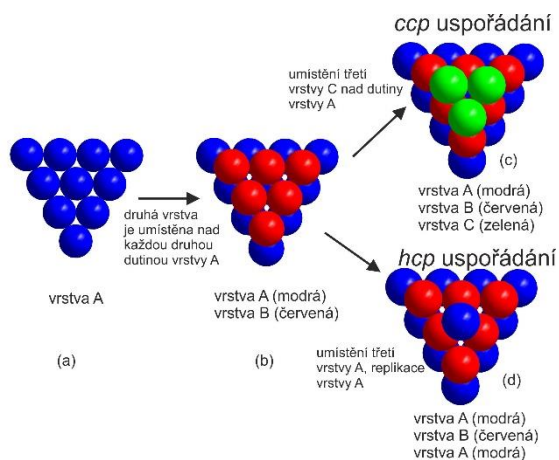 ccp uspořádání
umístění třetí
vrstvy C nad dutiny
vrstvy A
(c)
vrstva A (modrá)
vrstva B (červená)
vrstva C (zelená)
druhá vrstva
je umístěna nad
každou druhou
dutinou vrstvy A
vrstva A
(a)
vrstva A (modrá)
vrstva B (červená)
(b)
hcp uspořádání
umístění třetí
vrstvy A, replikace
vrstvy A
(d)
vrstva A (modrá)
vrstva B (červená)
vrstva A (modrá)